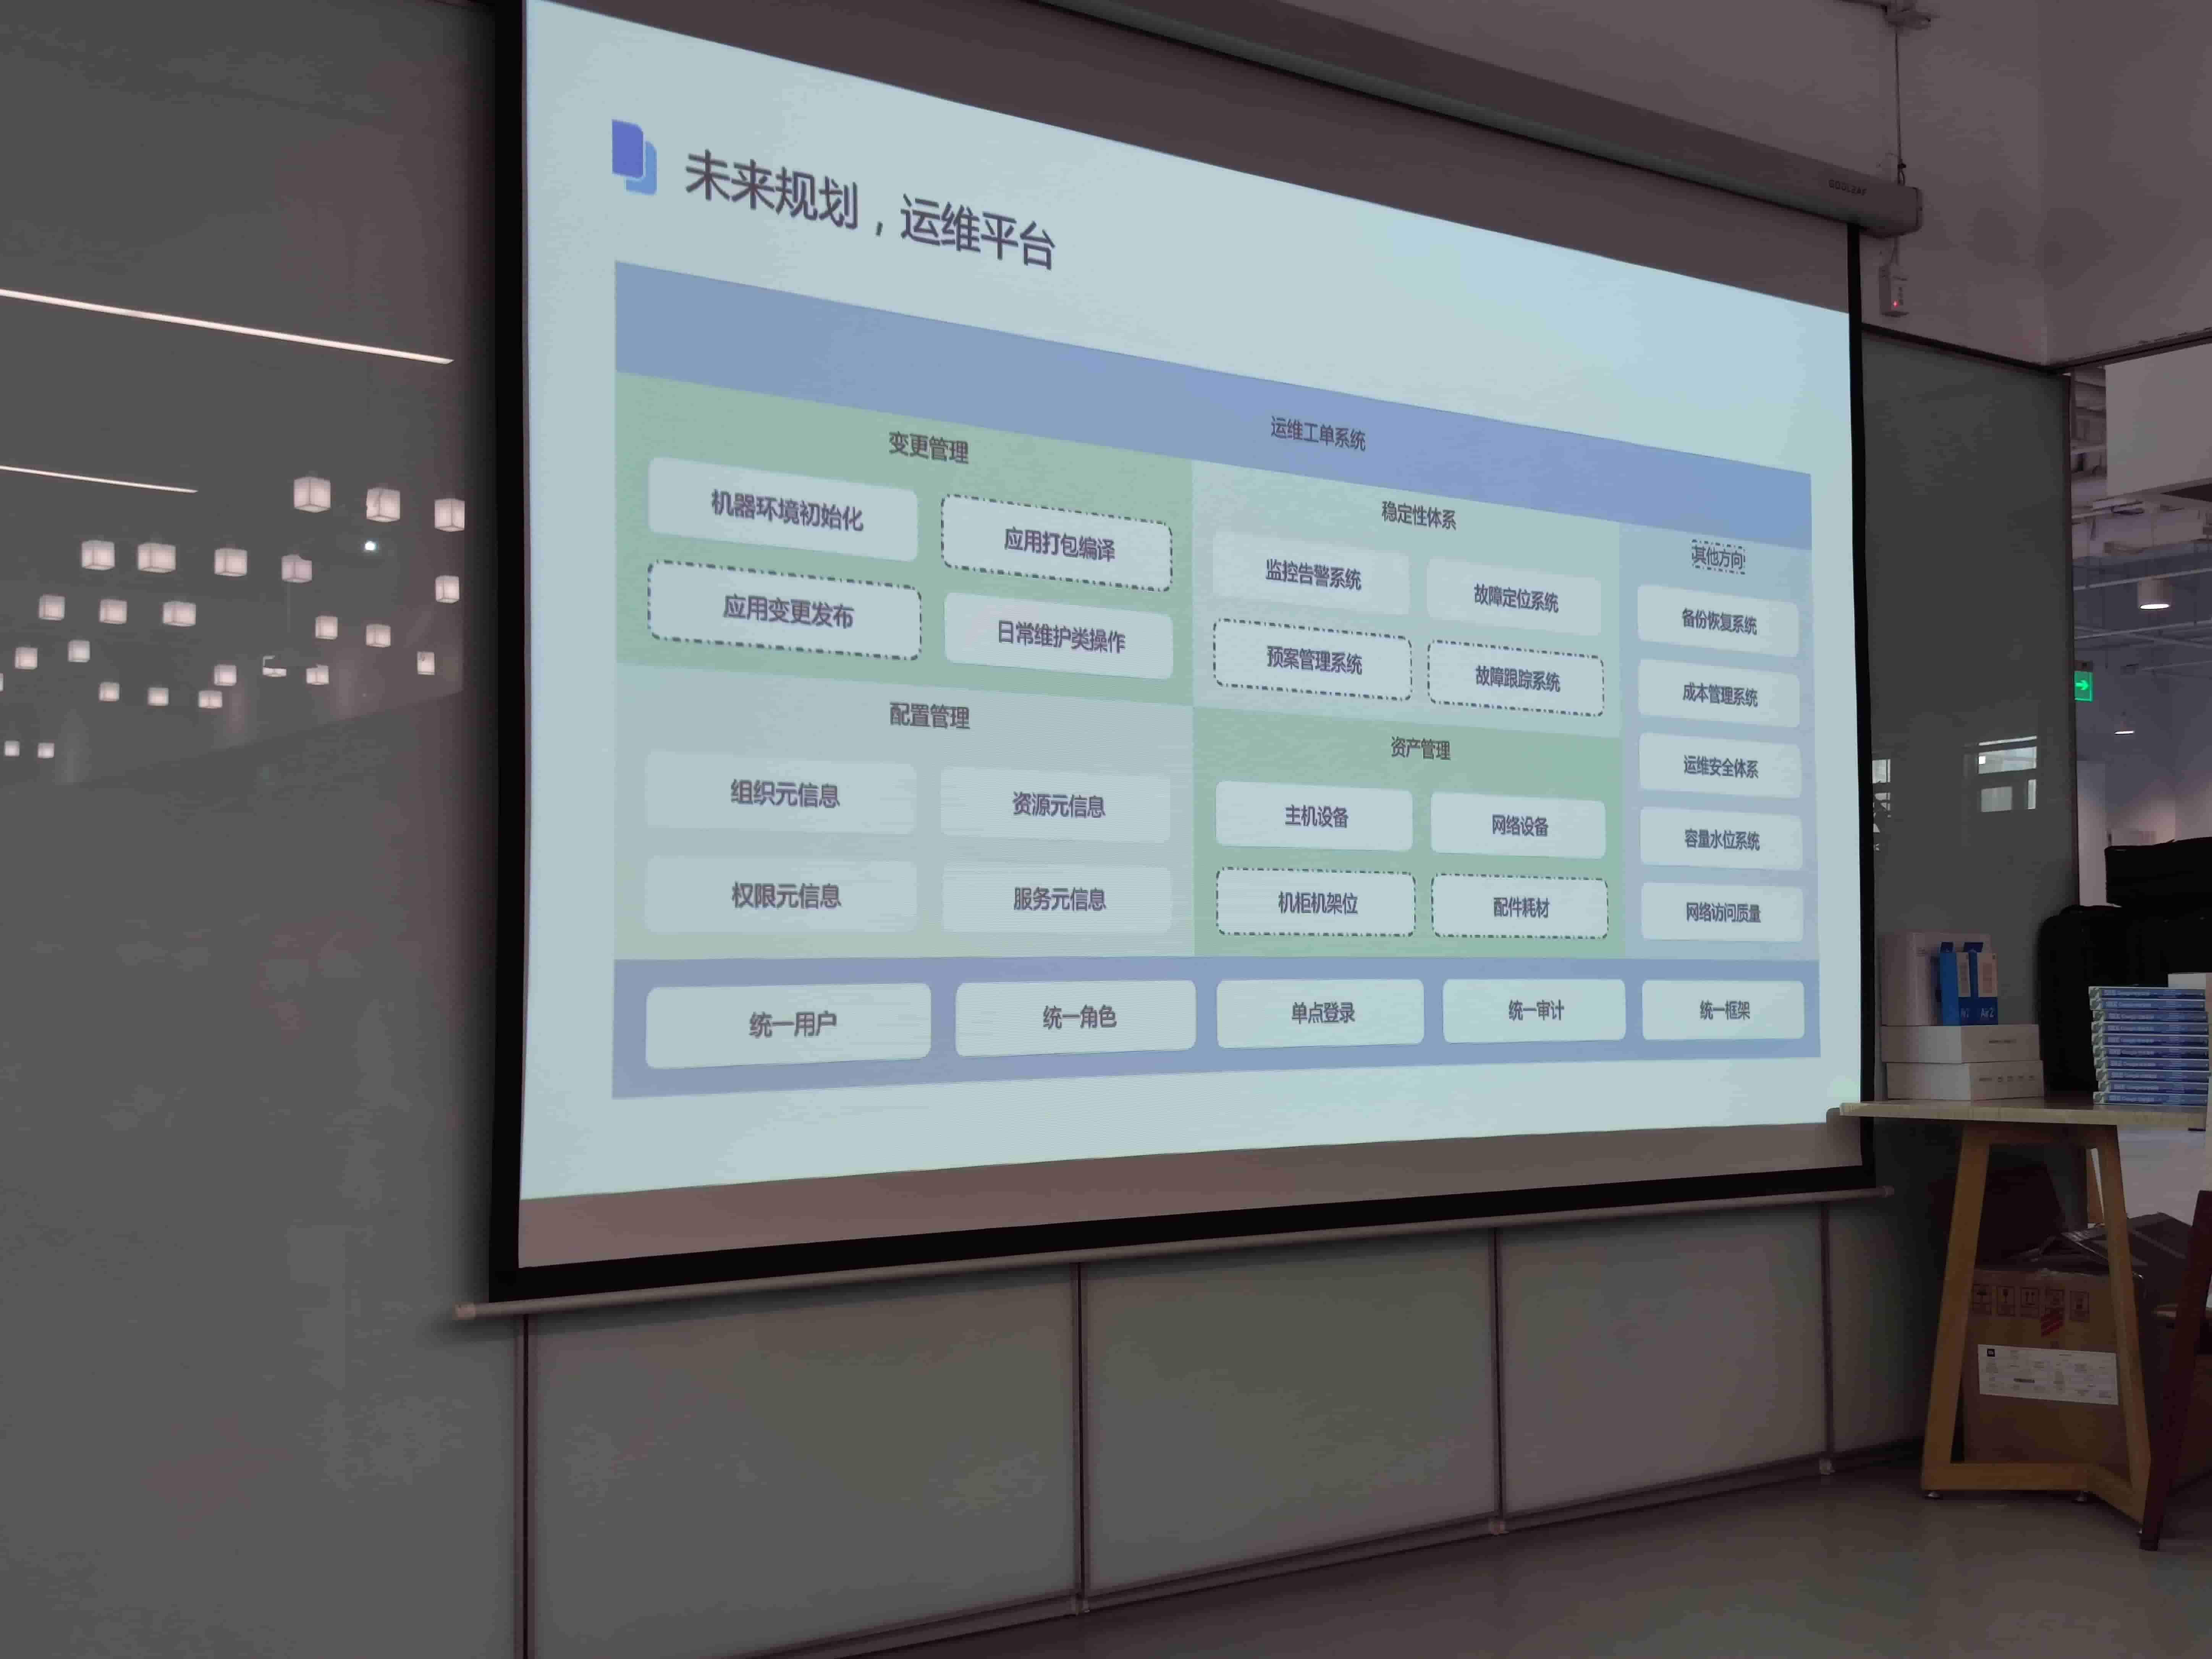 未来规划，运维平台
运维工单系统
变更管理
机器环境初始化
应用打包编译
应用变更发布
日常维护类操作
稳定性体系
监控告警系统
故障定位系统
预案管理系统
故障跟踪系统
其他方向
备份恢复系统
成本管理系统
运维安全体系
容量水位系统
网络访问质量
配置管理
组织元信息
资源元信息
权限元信息
服务元信息
资产管理
主机设备
网络设备
机柜机架位
配件耗材
统一用户
统一角色
单点登录
统一审计
统一框架
Air2